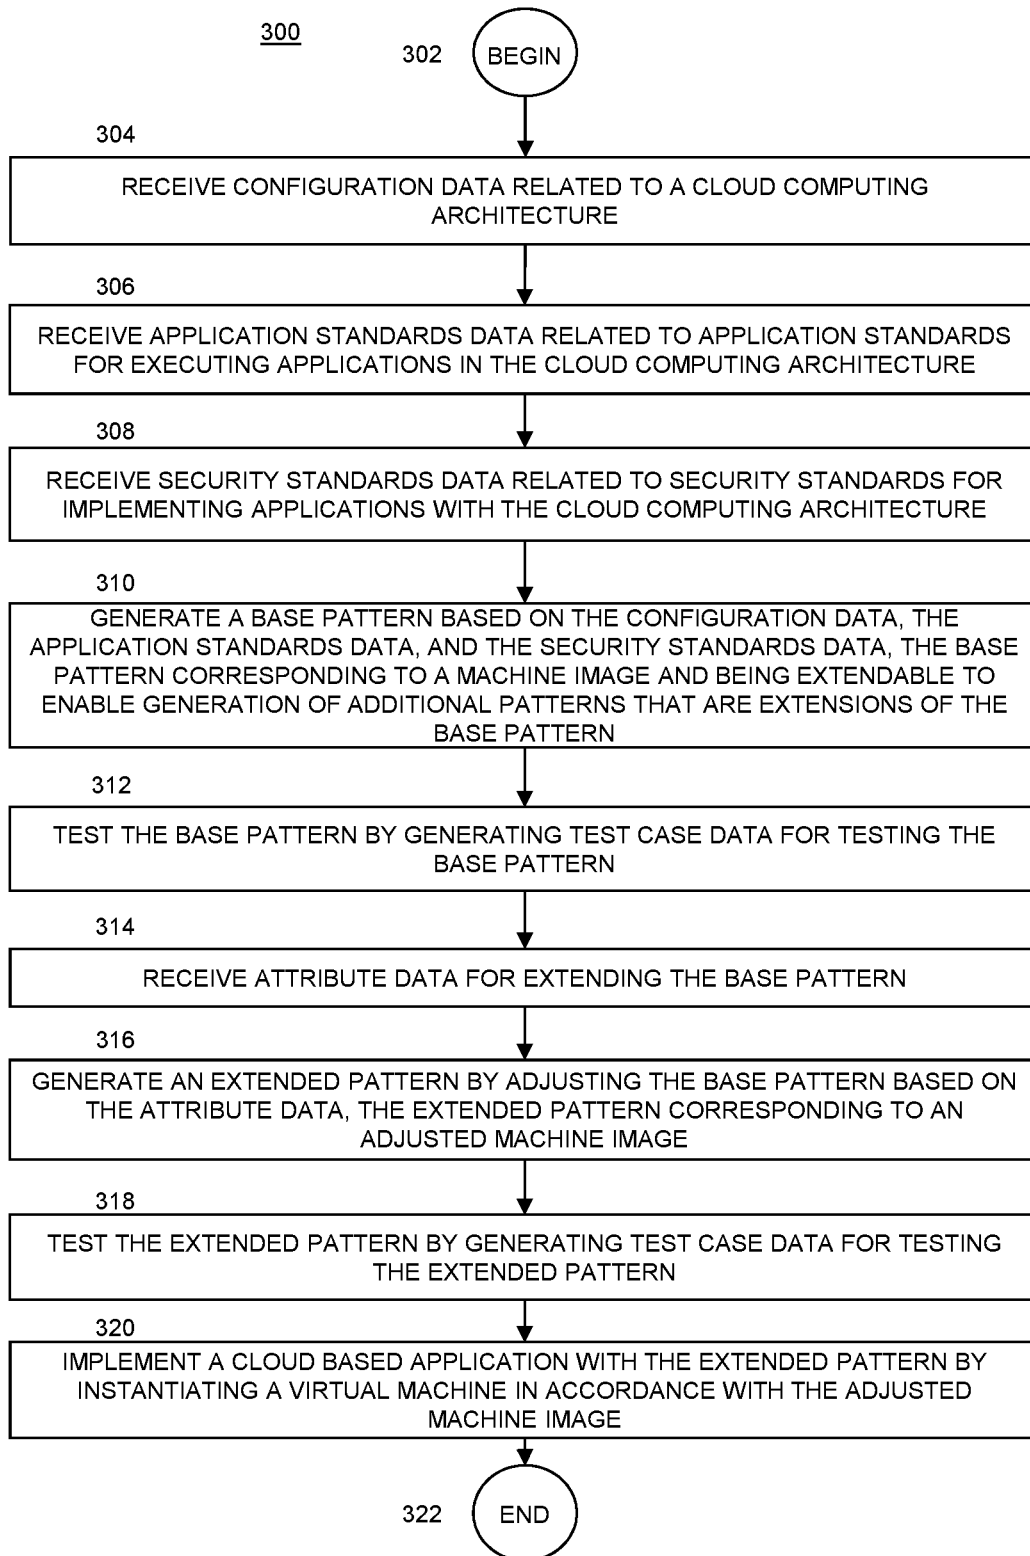 300
302
BEGIN
304
RECEIVE CONFIGURATION DATA RELATED TO A CLOUD COMPUTING
ARCHITECTURE
306
RECEIVE APPLICATION STANDARDS DATA RELATED TO APPLICATION STANDARDS
FOR EXECUTING APPLICATIONS IN THE CLOUD COMPUTING ARCHITECTURE
308
RECEIVE SECURITY STANDARDS DATA RELATED TO SECURITY STANDARDS FOR
IMPLEMENTING APPLICATIONS WITH THE CLOUD COMPUTING ARCHITECTURE
310
GENERATE A BASE PATTERN BASED ON THE CONFIGURATION DATA, THE
APPLICATION STANDARDS DATA, AND THE SECURITY STANDARDS DATA, THE BASE
PATTERN CORRESPONDING TO A MACHINE IMAGE AND BEING EXTENDABLE TO
ENABLE GENERATION OF ADDITIONAL PATTERNS THAT ARE EXTENSIONS OF THE
BASE PATTERN
312
TEST THE BASE PATTERN BY GENERATING TEST CASE DATA FOR TESTING THE
BASE PATTERN
314
RECEIVE ATTRIBUTE DATA FOR EXTENDING THE BASE PATTERN
316
GENERATE AN EXTENDED PATTERN BY ADJUSTING THE BASE PATTERN BASED ON
THE ATTRIBUTE DATA, THE EXTENDED PATTERN CORRESPONDING TO AN
ADJUSTED MACHINE IMAGE
318
TEST THE EXTENDED PATTERN BY GENERATING TEST CASE DATA FOR TESTING
THE EXTENDED PATTERN
320
IMPLEMENT A CLOUD BASED APPLICATION WITH THE EXTENDED PATTERN BY
INSTANTIATING A VIRTUAL MACHINE IN ACCORDANCE WITH THE ADJUSTED
MACHINE IMAGE
322
END